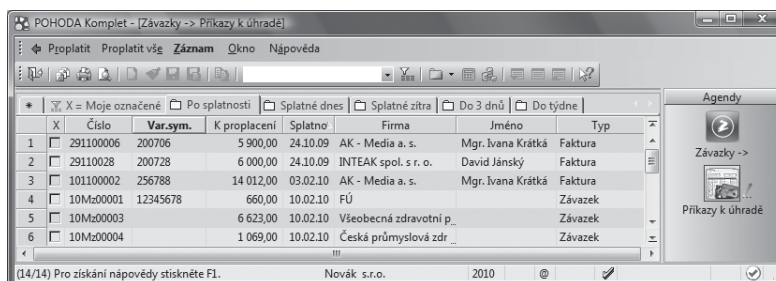 POHODA Komplet - [Závazky -> Příkazy k úhradě]
Proplatit Proplatit vše Záznam Okno Nápověda
* X = Moje označené Po splatnosti Splatné dnes Splatné zítra Do 3 dnů Do týdne
X Číslo Var.sym. K proplacení Splatno Firma Jméno Typ
1 291100006 200706 5 900,00 24.10.09 AK - Media a. s. Mgr. Ivana Krátká Faktura
2 29110028 200728 6 000,00 24.10.09 INTEAK spol. s r. o. David Jánský Faktura
3 101100002 256788 14 012,00 03.02.10 AK - Media a. s. Mgr. Ivana Krátká Faktura
4 10Mz00001 12345678 660,00 10.02.10 FÚ Závazek
5 10Mz00003 6 623,00 10.02.10 Všeobecná zdravotní p... Závazek
6 10Mz00004 1 069,00 10.02.10 Česká průmyslová zdr ... Závazek
(14/14) Pro získání nápovědy stiskněte F1. Novák s.r.o. 2010 @
Agendy
2
Závazky ->
Příkazy k úhradě